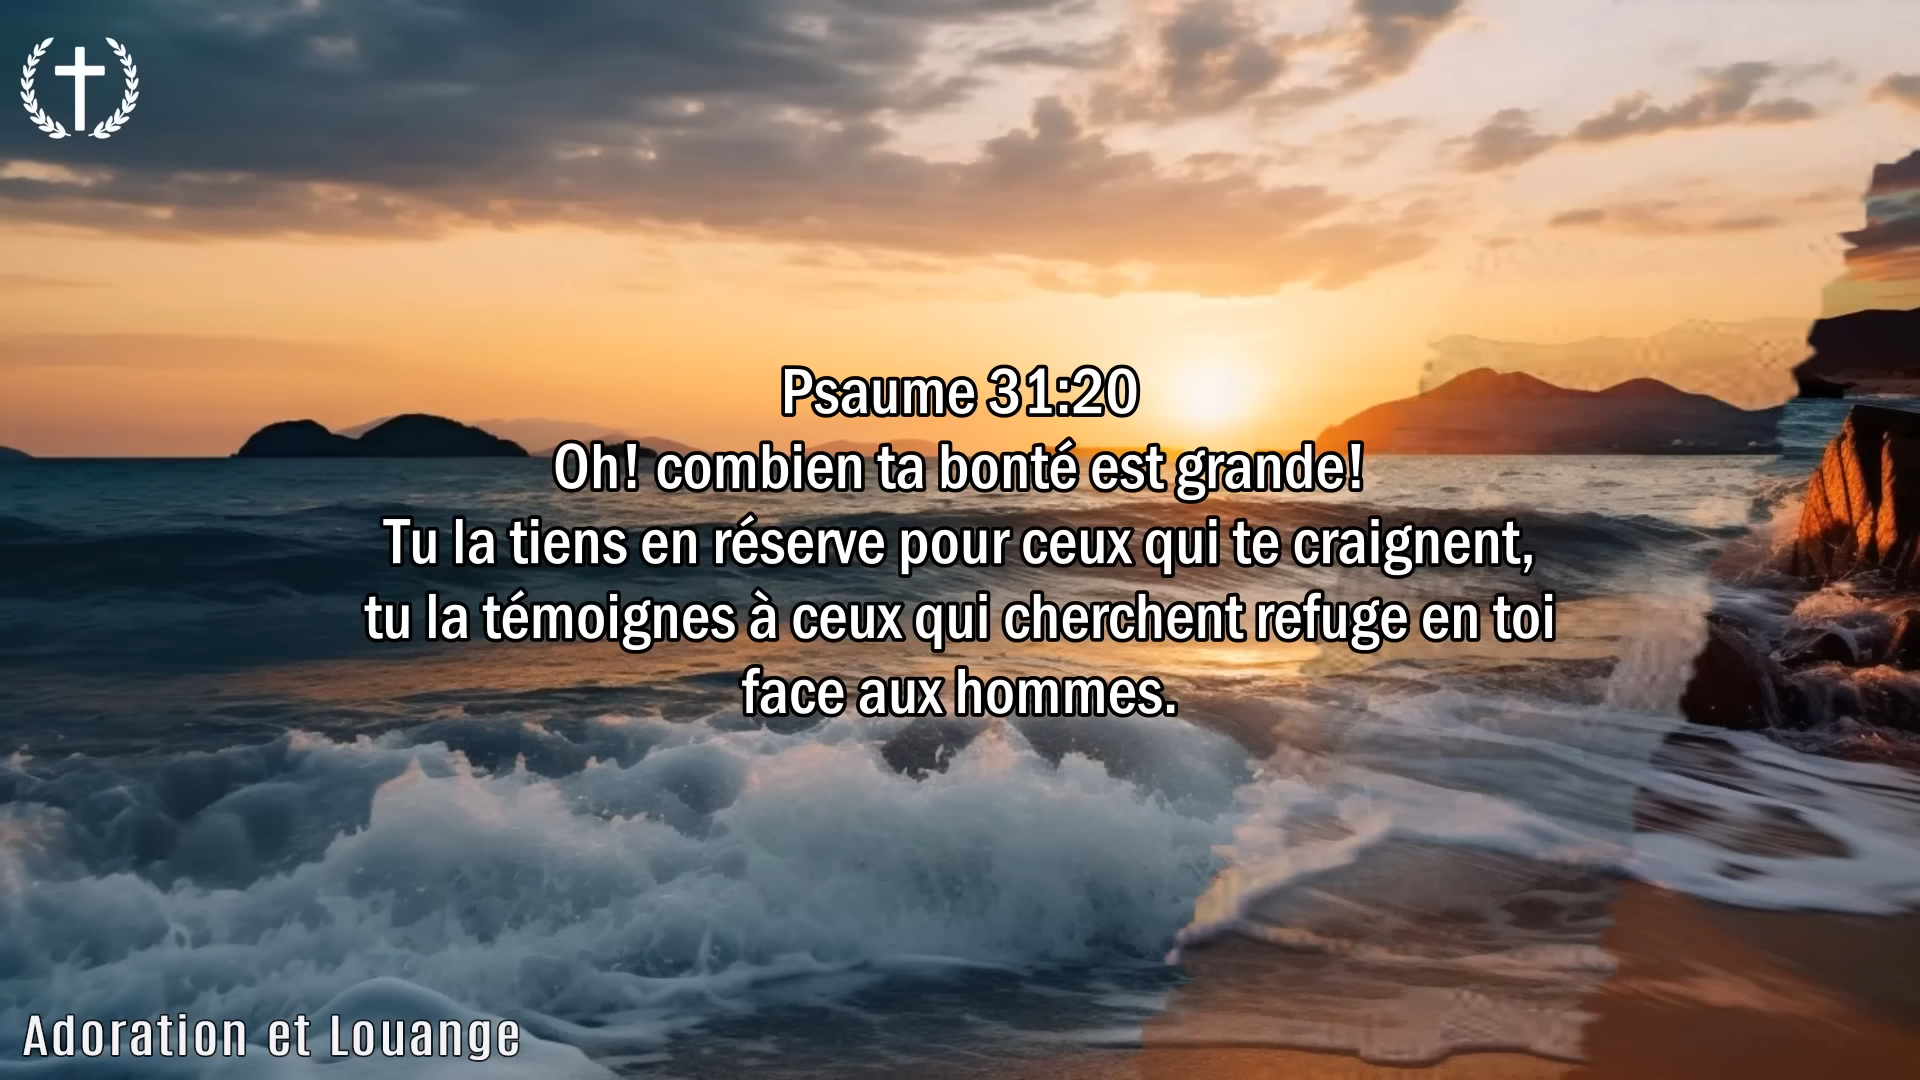 Psaume 31:20
Oh! combien ta bonté est grande!
Tu la tiens en réserve pour ceux qui te craignent,
tu la témoignes à ceux qui cherchent refuge en toi
face aux hommes.
Adoration et Louange